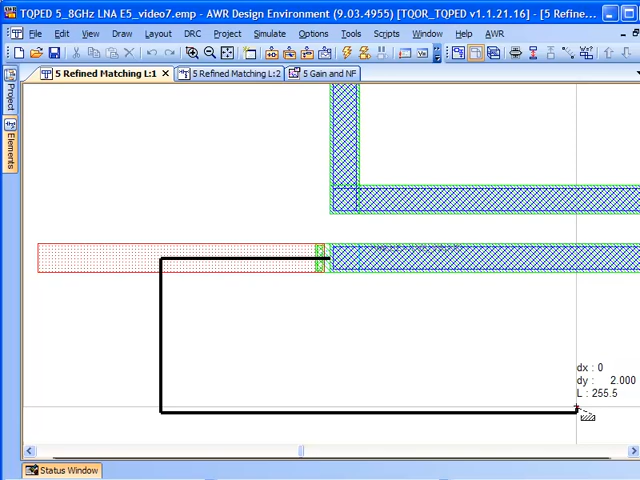 TQPED 5_8GHz LNA E5_video7.emp - AWR Design Environment (9.03.4955) [TQOR_TQPED v1.1.21.16] - [5 Refine...
File Edit View Draw Layout DRC Project Simulate Options Tools Scripts Window Help AWR
5 Refined Matching L:1 5 Refined Matching L:2 5 Gain and NF
Project
Elements
dx : 0
dy : 2.000
L : 255.5
Status Window